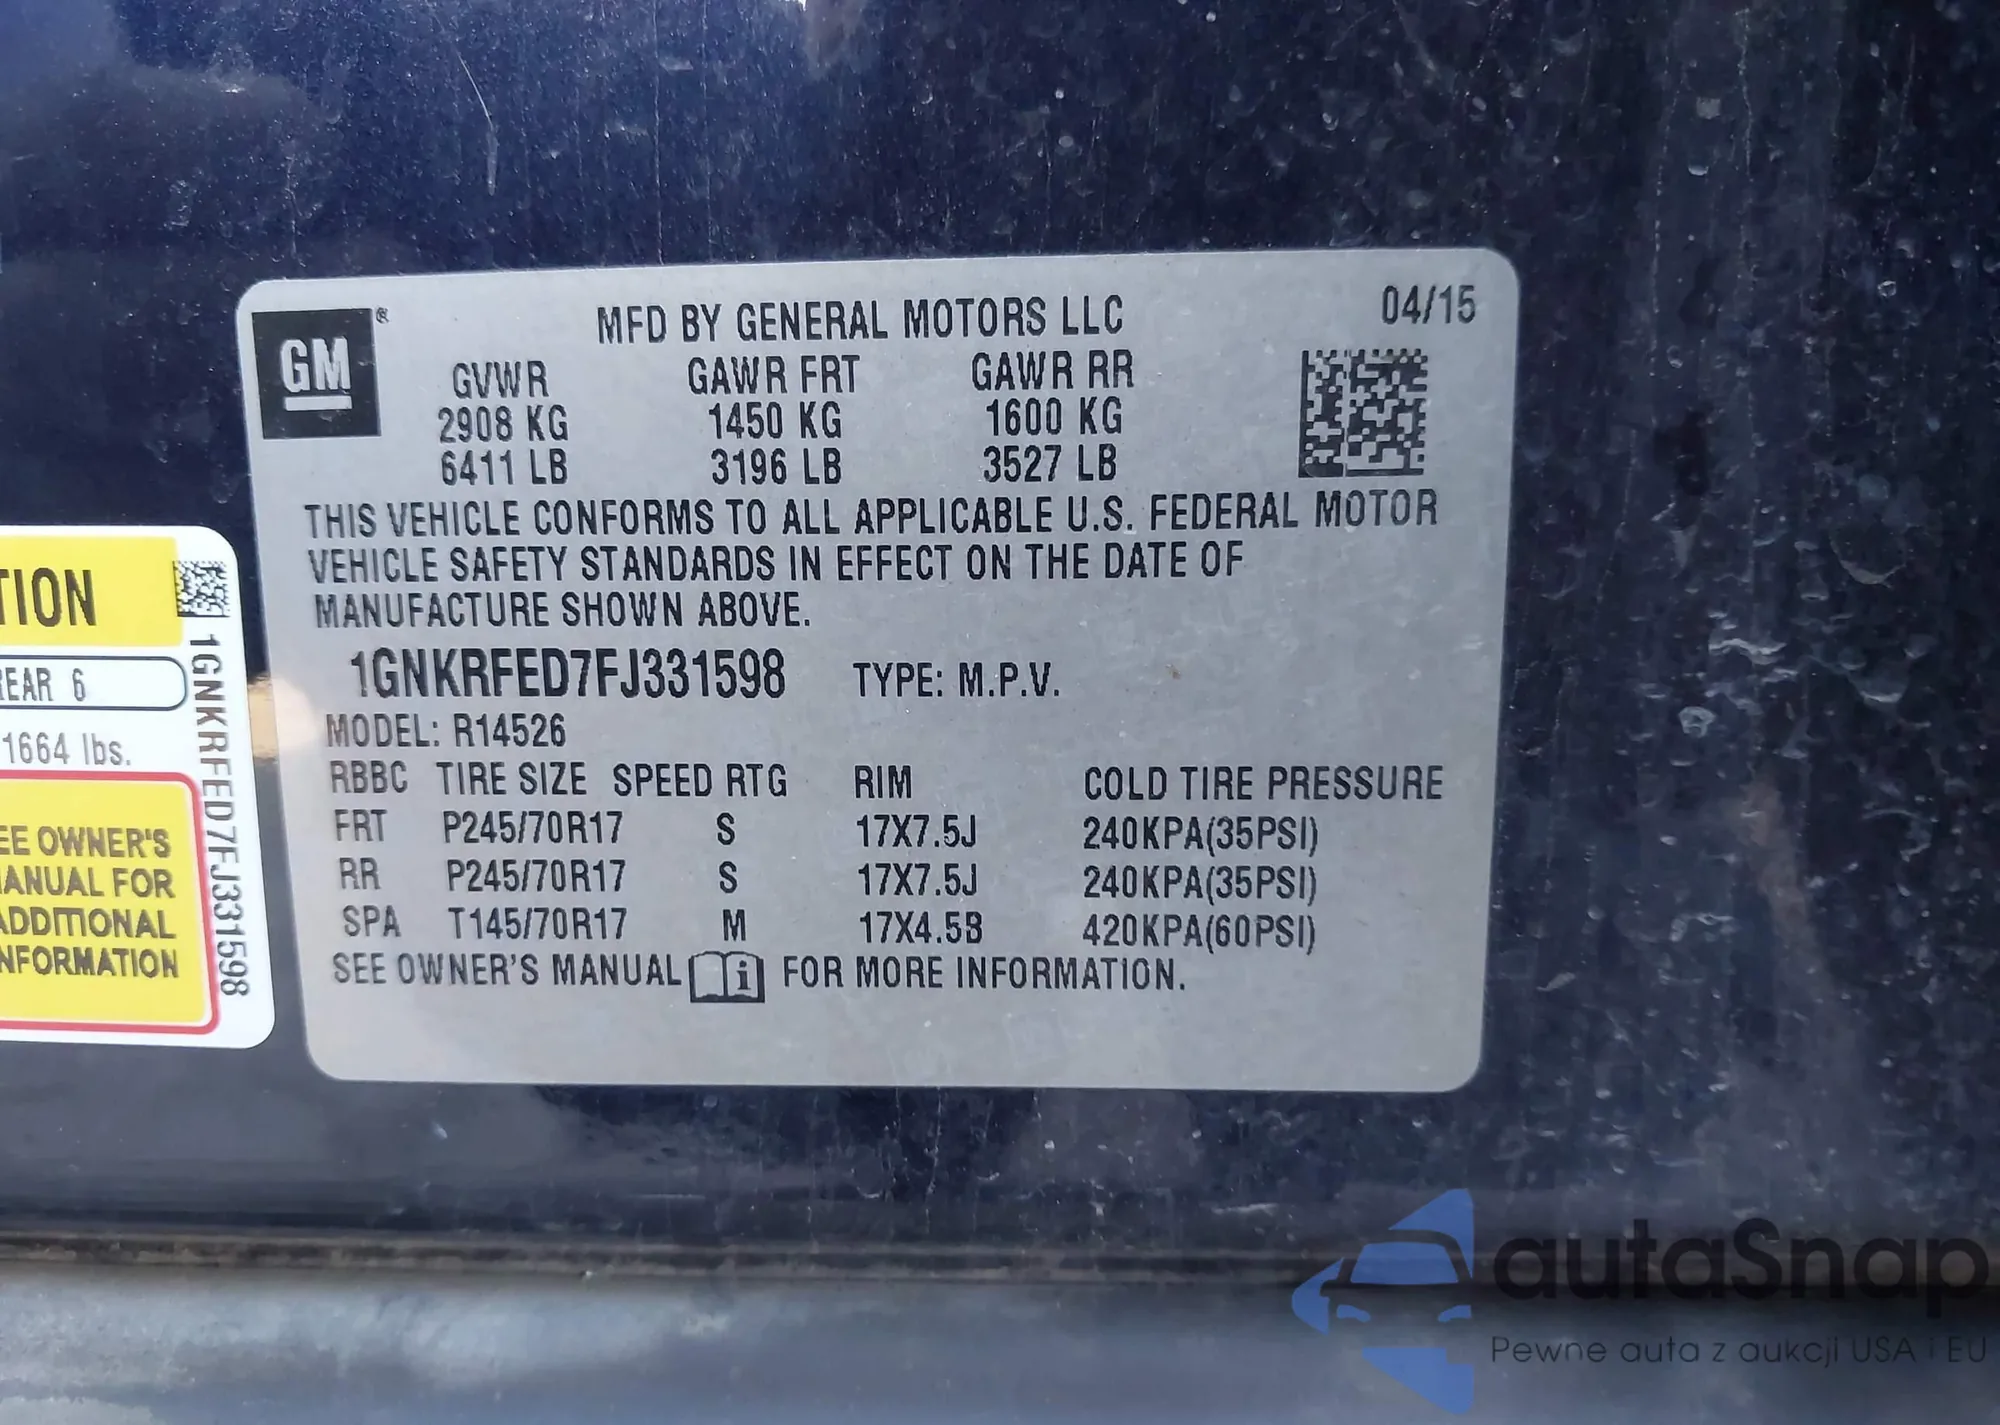 GM
®
MFD BY GENERAL MOTORS LLC 04/15
GVWR GAWR FRT GAWR RR
2908 KG 1450 KG 1600 KG
6411 LB 3196 LB 3527 LB
THIS VEHICLE CONFORMS TO ALL APPLICABLE U.S. FEDERAL MOTOR
VEHICLE SAFETY STANDARDS IN EFFECT ON THE DATE OF
MANUFACTURE SHOWN ABOVE.
1GNKRFED7FJ331598 TYPE: M.P.V.
MODEL: R14526
RBBC TIRE SIZE SPEED RTG RIM COLD TIRE PRESSURE
FRT P245/70R17 S 17X7.5J 240KPA(35PSI)
RR P245/70R17 S 17X7.5J 240KPA(35PSI)
SPA T145/70R17 M 17X4.5B 420KPA(60PSI)
SEE OWNER'S MANUAL i FOR MORE INFORMATION.
TION
EAR 6
1664 lbs.
EE OWNER'S
ANUAL FOR
ADDITIONAL
NFORMATION
1GNKRFED7FJ331598
autaSnap
Pewne auta z aukcji USA i EU